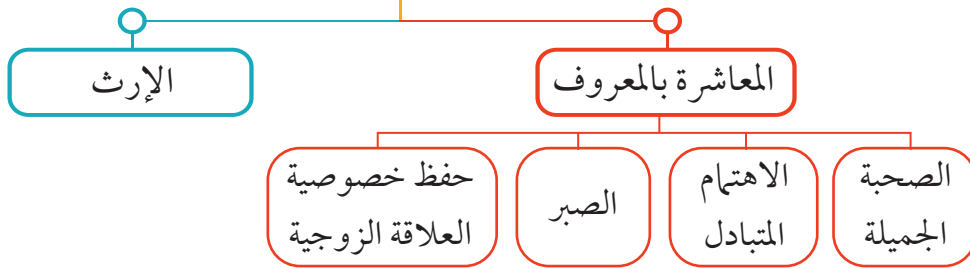 المعاشرة بالمعروف
الإرث
الصحبة
الجميلة
الاهتمام
المتبادل
الصبر
حفظ خصوصية
العلاقة الزوجية